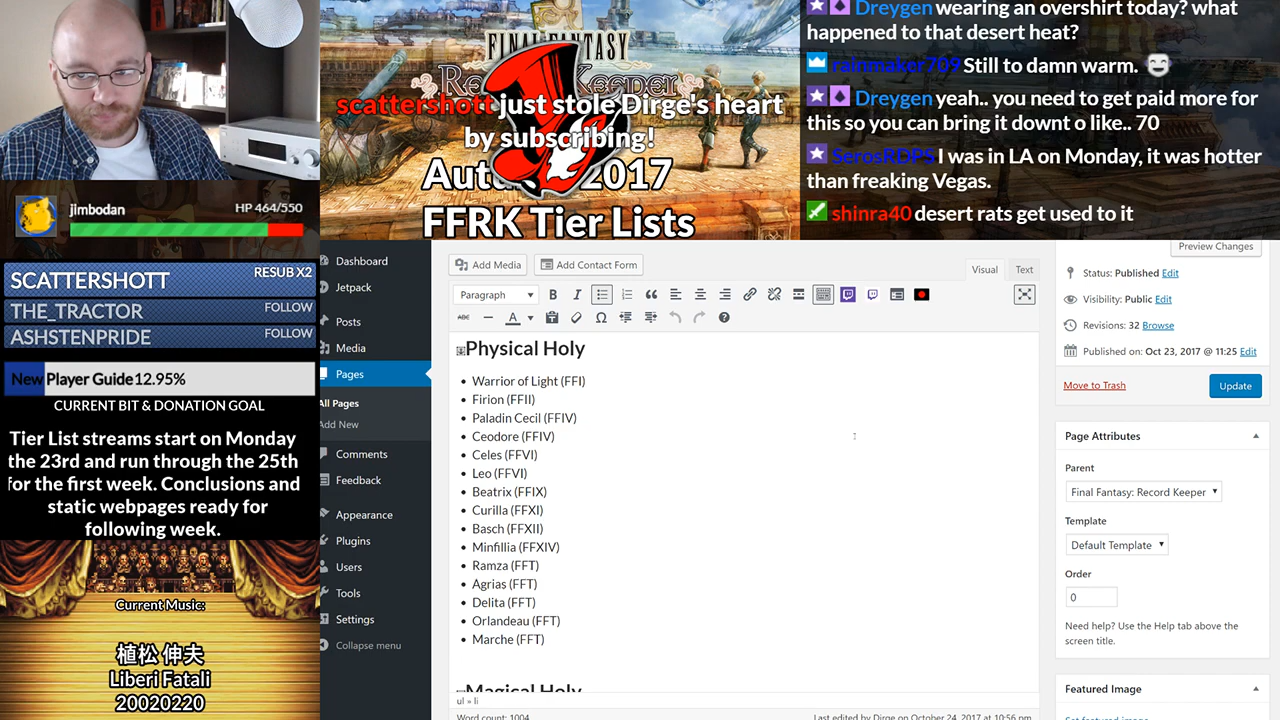 FINAL FANTASY
scattershott just stole Dirge's heart
by subscribing!
2017
FFRK Tier Lists
Dreygen wearing an overshirt today? what
happened to that desert heat?
rainmaker709 Still to damn warm.
Dreygen yeah.. you need to get paid more for
this so you can bring it downt o like.. 70
SerosRDPS I was in LA on Monday, it was hotter
than freaking Vegas.
shinra40 desert rats get used to it
jimbodan
HP 464/550
SCATTERSHOTT RESUB X2
THE_TRACTOR FOLLOW
ASHSTENPRIDE FOLLOW
New Player Guide 12.95%
CURRENT BIT & DONATION GOAL
Tier List streams start on Monday
the 23rd and run through the 25th
for the first week. Conclusions and
static webpages ready for
following week.
Current Music:
植松 伸夫
Liberi Fatali
20020220
Dashboard
Jetpack
Posts
Media
Pages
All Pages
Add New
Comments
Feedback
Appearance
Plugins
Users
Tools
Settings
Collapse menu
Add Media
Add Contact Form
Visual
Text
Paragraph
B
I
ABC
A
Physical Holy
Warrior of Light (FFI)
Firion (FFII)
Paladin Cecil (FFIV)
Ceodore (FFIV)
Celes (FFVI)
Leo (FFVI)
Beatrix (FFIX)
Curilla (FFXI)
Basch (FFXII)
Minfillia (FFXIV)
Ramza (FFT)
Agrias (FFT)
Delita (FFT)
Orlandeau (FFT)
Marche (FFT)
Magical Holy
ul » li
Word count: 1004
Last edited by Dirge on October 24, 2017 at 10:56 pm
Preview Changes
Status: Published Edit
Visibility: Public Edit
Revisions: 32 Browse
Published on: Oct 23, 2017 @ 11:25 Edit
Move to Trash
Update
Page Attributes
Parent
Final Fantasy: Record Keeper
Template
Default Template
Order
0
Need help? Use the Help tab above the
screen title.
Featured Image
Set featured image